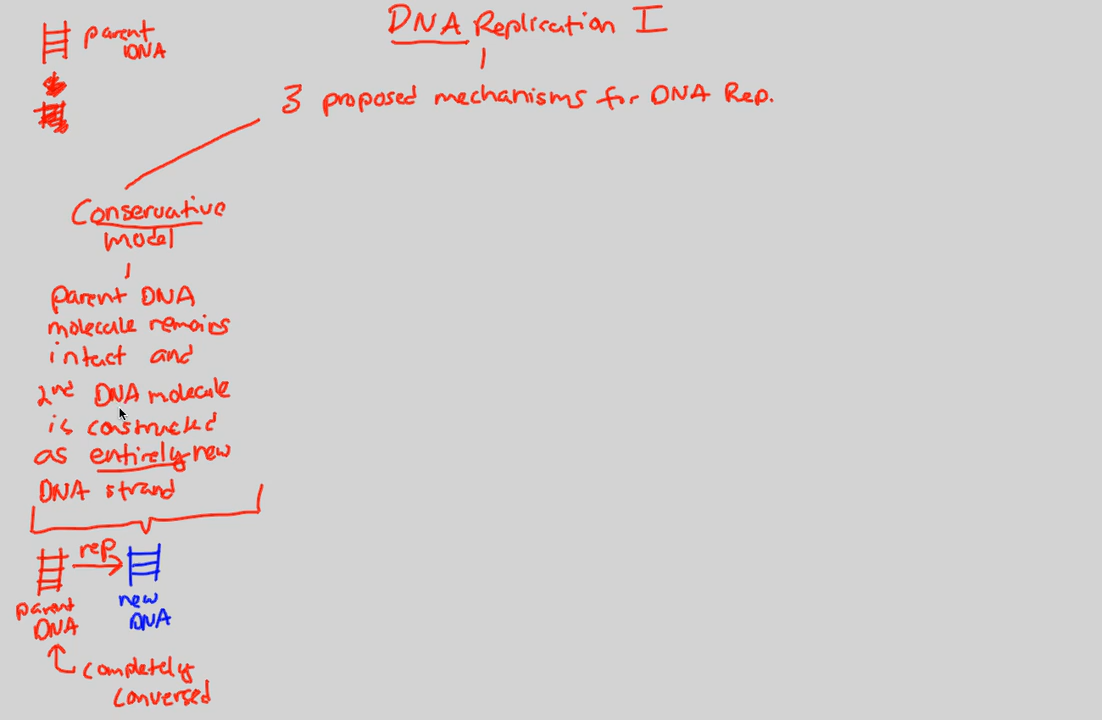 DNA Replication I
parent
DNA
3 proposed mechanisms for DNA Rep.
Conservative
model
parent DNA
molecule remains
intact and
2nd DNA molecule
is constructed
as entirely new
DNA strand
rep
parent
DNA
new
DNA
completely
conversed